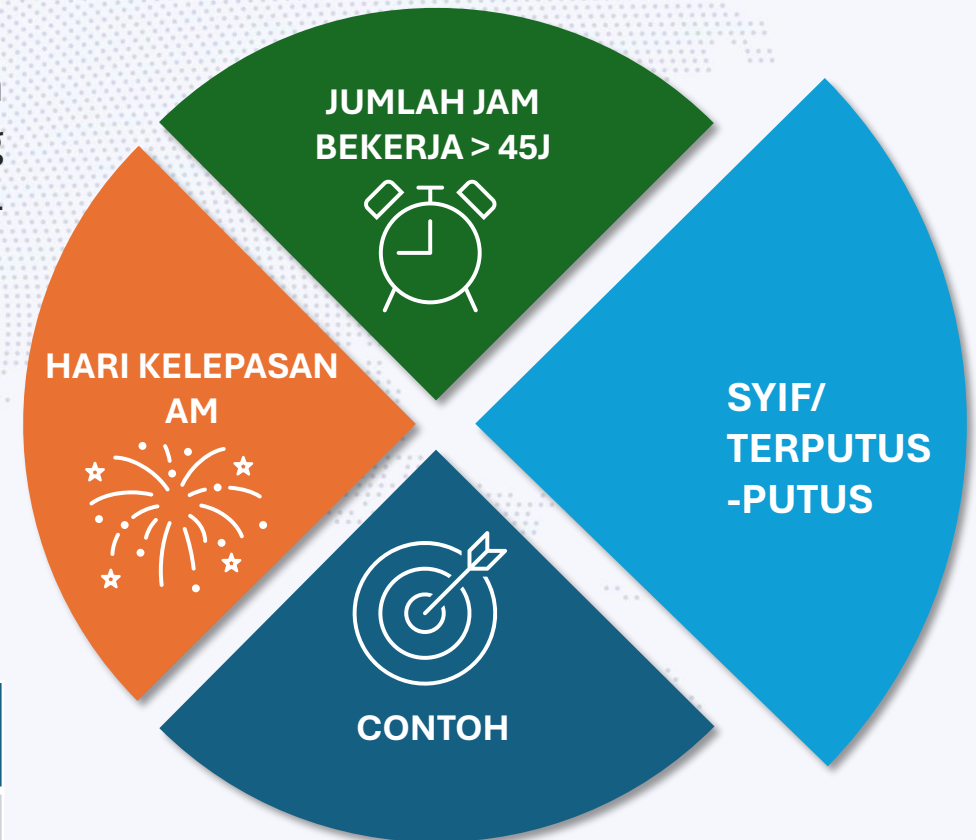 JUMLAH JAM
BEKERJA > 45J
HARI KELEPASAN
AM
SYIF/
TERPUTUS
-PUTUS
CONTOH